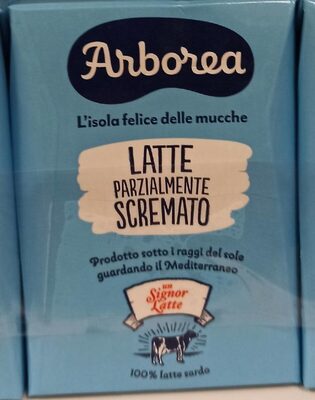 Arborea
L'isola felice delle mucche
LATTE
PARZIALMENTE
SCREMATO
Prodotto sotto i raggi del sole
guardando il Mediterraneo
un
Signor
Latte
100% latte sardo